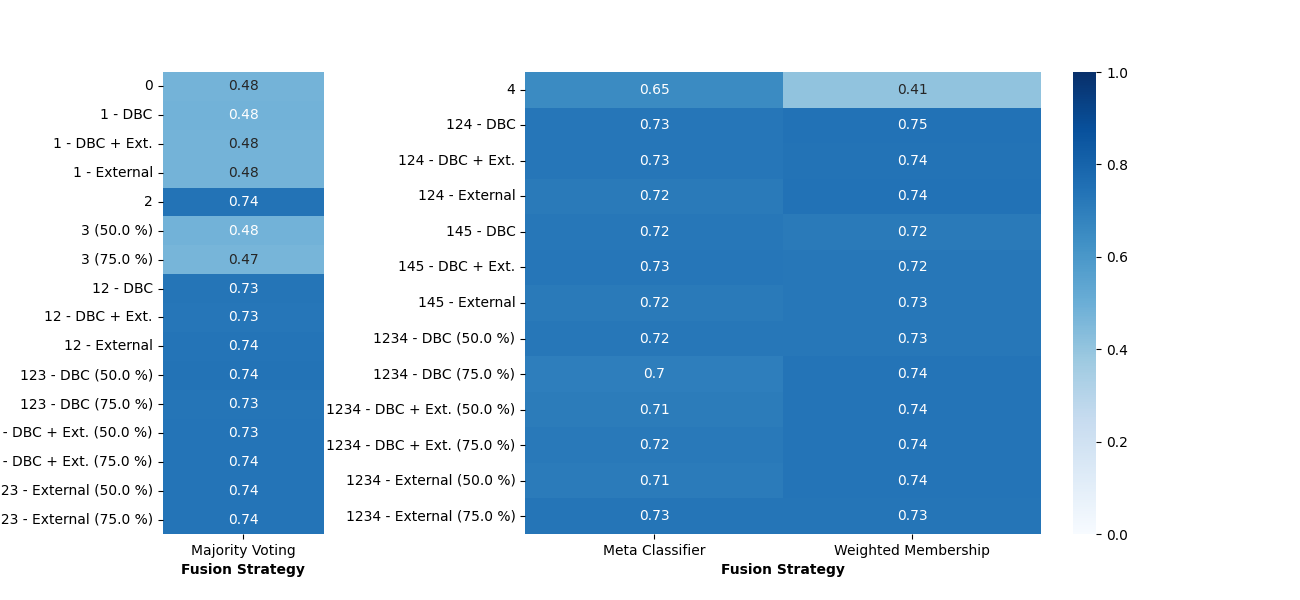 0 0.48
1 - DBC 0.48
1 - DBC + Ext. 0.48
1 - External 0.48
2 0.74
3 (50.0 %) 0.48
3 (75.0 %) 0.47
12 - DBC 0.73
12 - DBC + Ext. 0.73
12 - External 0.74
123 - DBC (50.0 %) 0.74
123 - DBC (75.0 %) 0.73
- DBC + Ext. (50.0 %) 0.73
- DBC + Ext. (75.0 %) 0.74
23 - External (50.0 %) 0.74
23 - External (75.0 %) 0.74
Majority Voting
Fusion Strategy
4 0.65 0.41
124 - DBC 0.73 0.75
124 - DBC + Ext. 0.73 0.74
124 - External 0.72 0.74
145 - DBC 0.72 0.72
145 - DBC + Ext. 0.73 0.72
145 - External 0.72 0.73
1234 - DBC (50.0 %) 0.72 0.73
1234 - DBC (75.0 %) 0.7 0.74
1234 - DBC + Ext. (50.0 %) 0.71 0.74
1234 - DBC + Ext. (75.0 %) 0.72 0.74
1234 - External (50.0 %) 0.71 0.74
1234 - External (75.0 %) 0.73 0.73
Meta Classifier Weighted Membership
Fusion Strategy
1.0
0.8
0.6
0.4
0.2
0.0